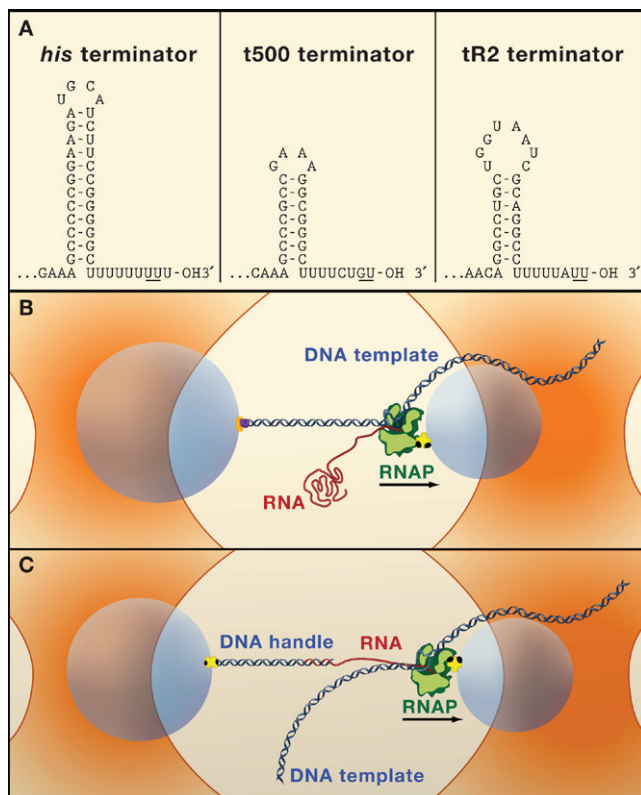 A
his terminator
G C
U A
A-U
G-C
A-U
A-U
G-C
G-C
C-G
C-G
C-G
C-G
C-G
G-C
...GAAA UUUUUUUUU-OH3′
t500 terminator
A A
G A
C-G
C-G
G-C
C-G
C-G
C-G
G-C
...CAAA UUUUCUGU-OH 3′
tR2 terminator
U A
G A
G U
U C
C-G
G-C
U-A
C-G
C-G
G-C
G-C
...AACA UUUUUAUU-OH 3′
B
DNA template
RNA
RNAP
C
DNA handle
RNA
RNAP
DNA template